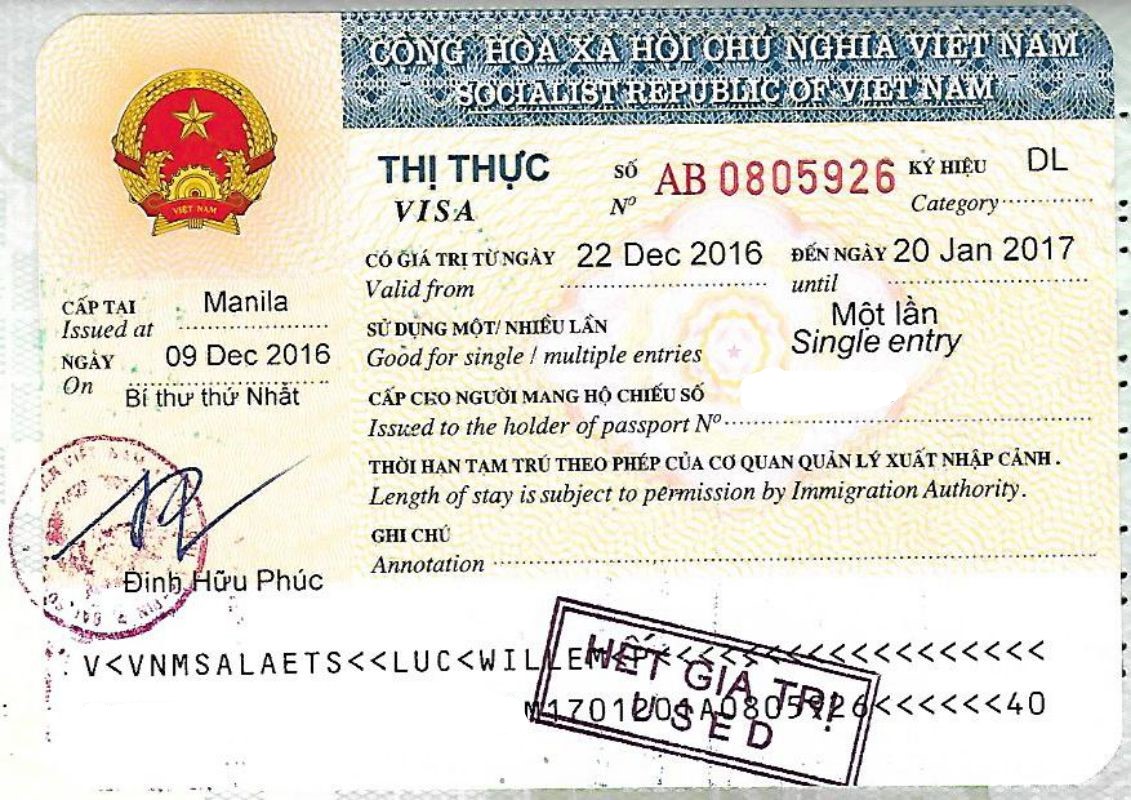 CỘNG HÒA XÃ HỘI CHỦ NGHĨA VIỆT NAM
SOCIALIST REPUBLIC OF VIET NAM
VIỆT NAM
THỊ THỰC
SỐ AB 0805926 KÝ HIỆU DL
VISA
Nº
Category
CÓ GIÁ TRỊ TỪ NGÀY 22 Dec 2016 ĐẾN NGÀY 20 Jan 2017
Valid from
until
CẤP TẠI Manila
Issued at
NGÀY 09 Dec 2016
On
Bí thư thứ Nhất
SỬ DỤNG MỘT/ NHIỀU LẦN Một lần
Good for single / multiple entries Single entry
CẤP CHO NGƯỜI MANG HỘ CHIẾU SỐ
Issued to the holder of passport Nº
THỜI HẠN TẠM TRÚ THEO PHÉP CỦA CƠ QUAN QUẢN LÝ XUẤT NHẬP CẢNH .
Length of stay is subject to permission by Immigration Authority.
GHI CHÚ
Annotation
Đinh Hữu Phúc
V<VNMSALAETS<<LUC<WILLEM<P<<<<<<<<<<<<<<<<<<
M1701201A0805926<<<<<<40
HẾT GIÁ TRỊ
USED